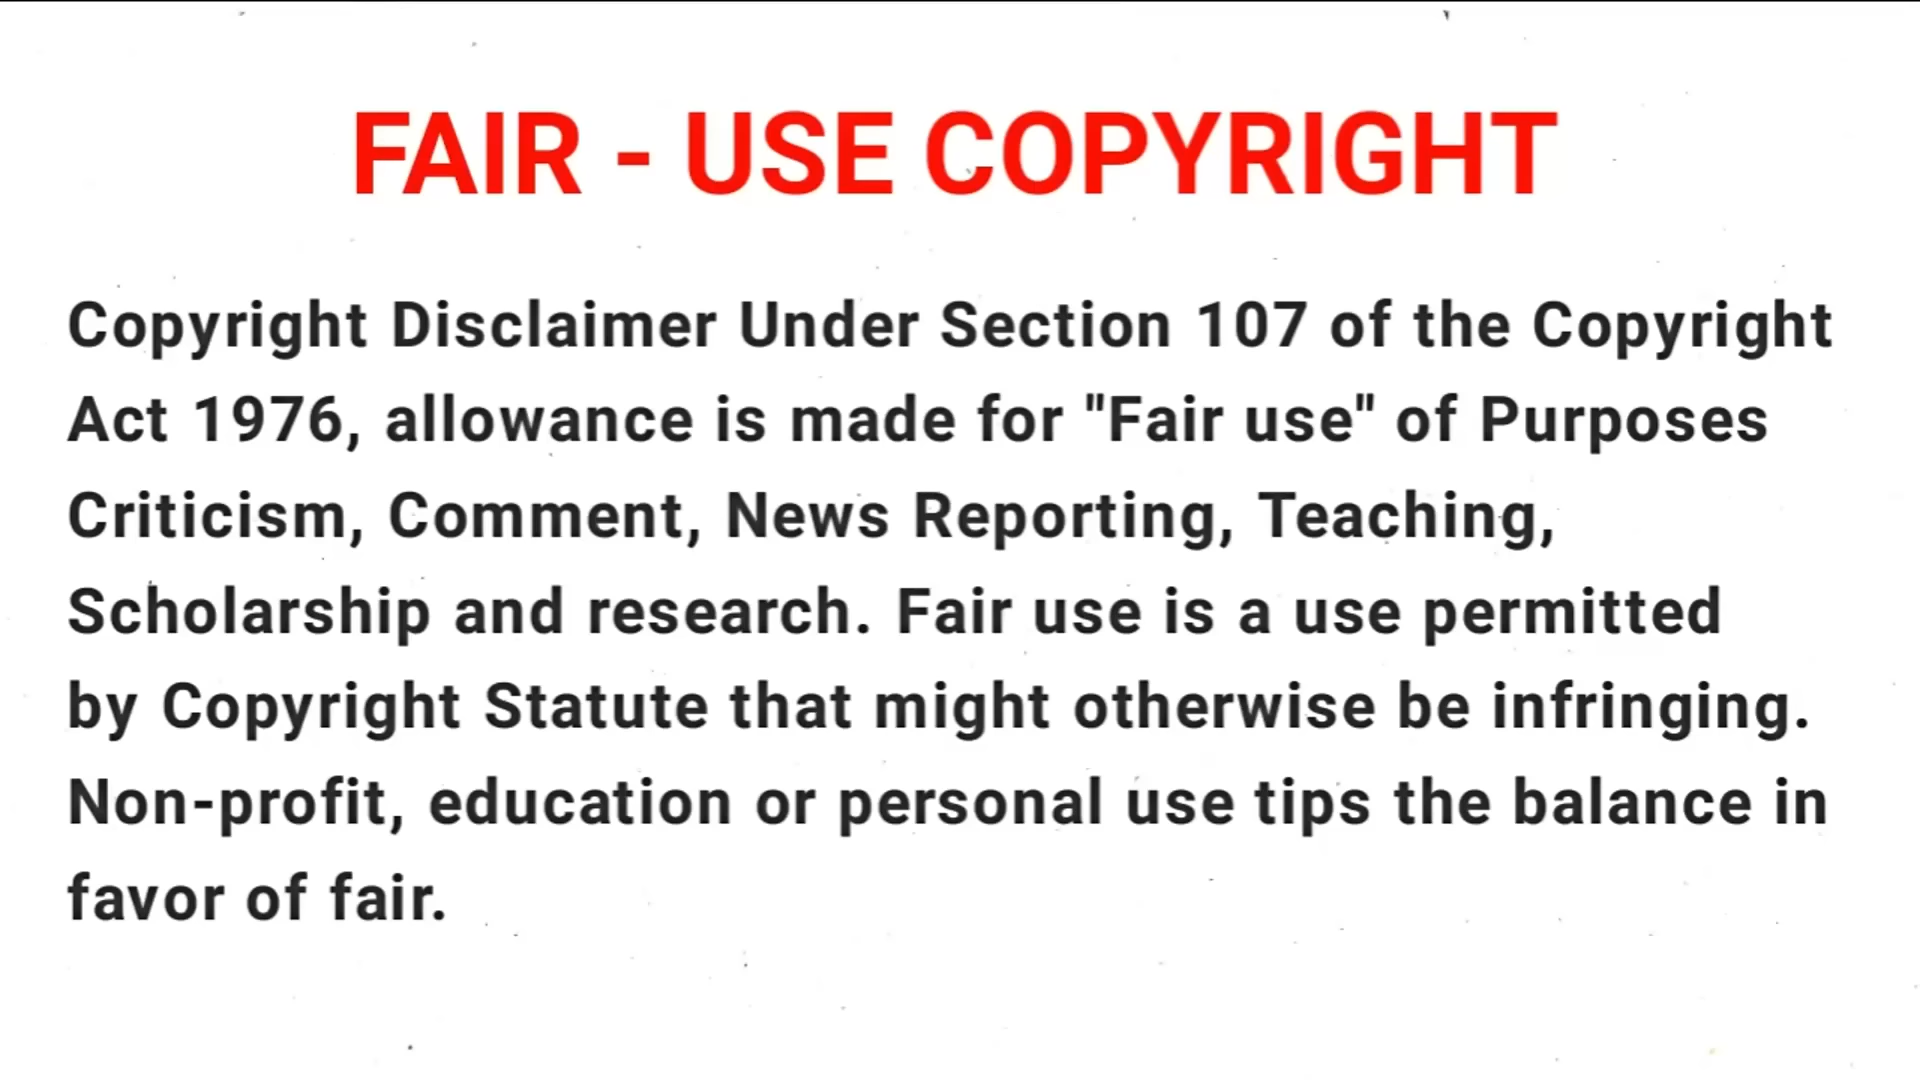 FAIR - USE COPYRIGHT
Copyright Disclaimer Under Section 107 of the Copyright
Act 1976, allowance is made for "Fair use" of Purposes
Criticism, Comment, News Reporting, Teaching,
Scholarship and research. Fair use is a use permitted
by Copyright Statute that might otherwise be infringing.
Non-profit, education or personal use tips the balance in
favor of fair.